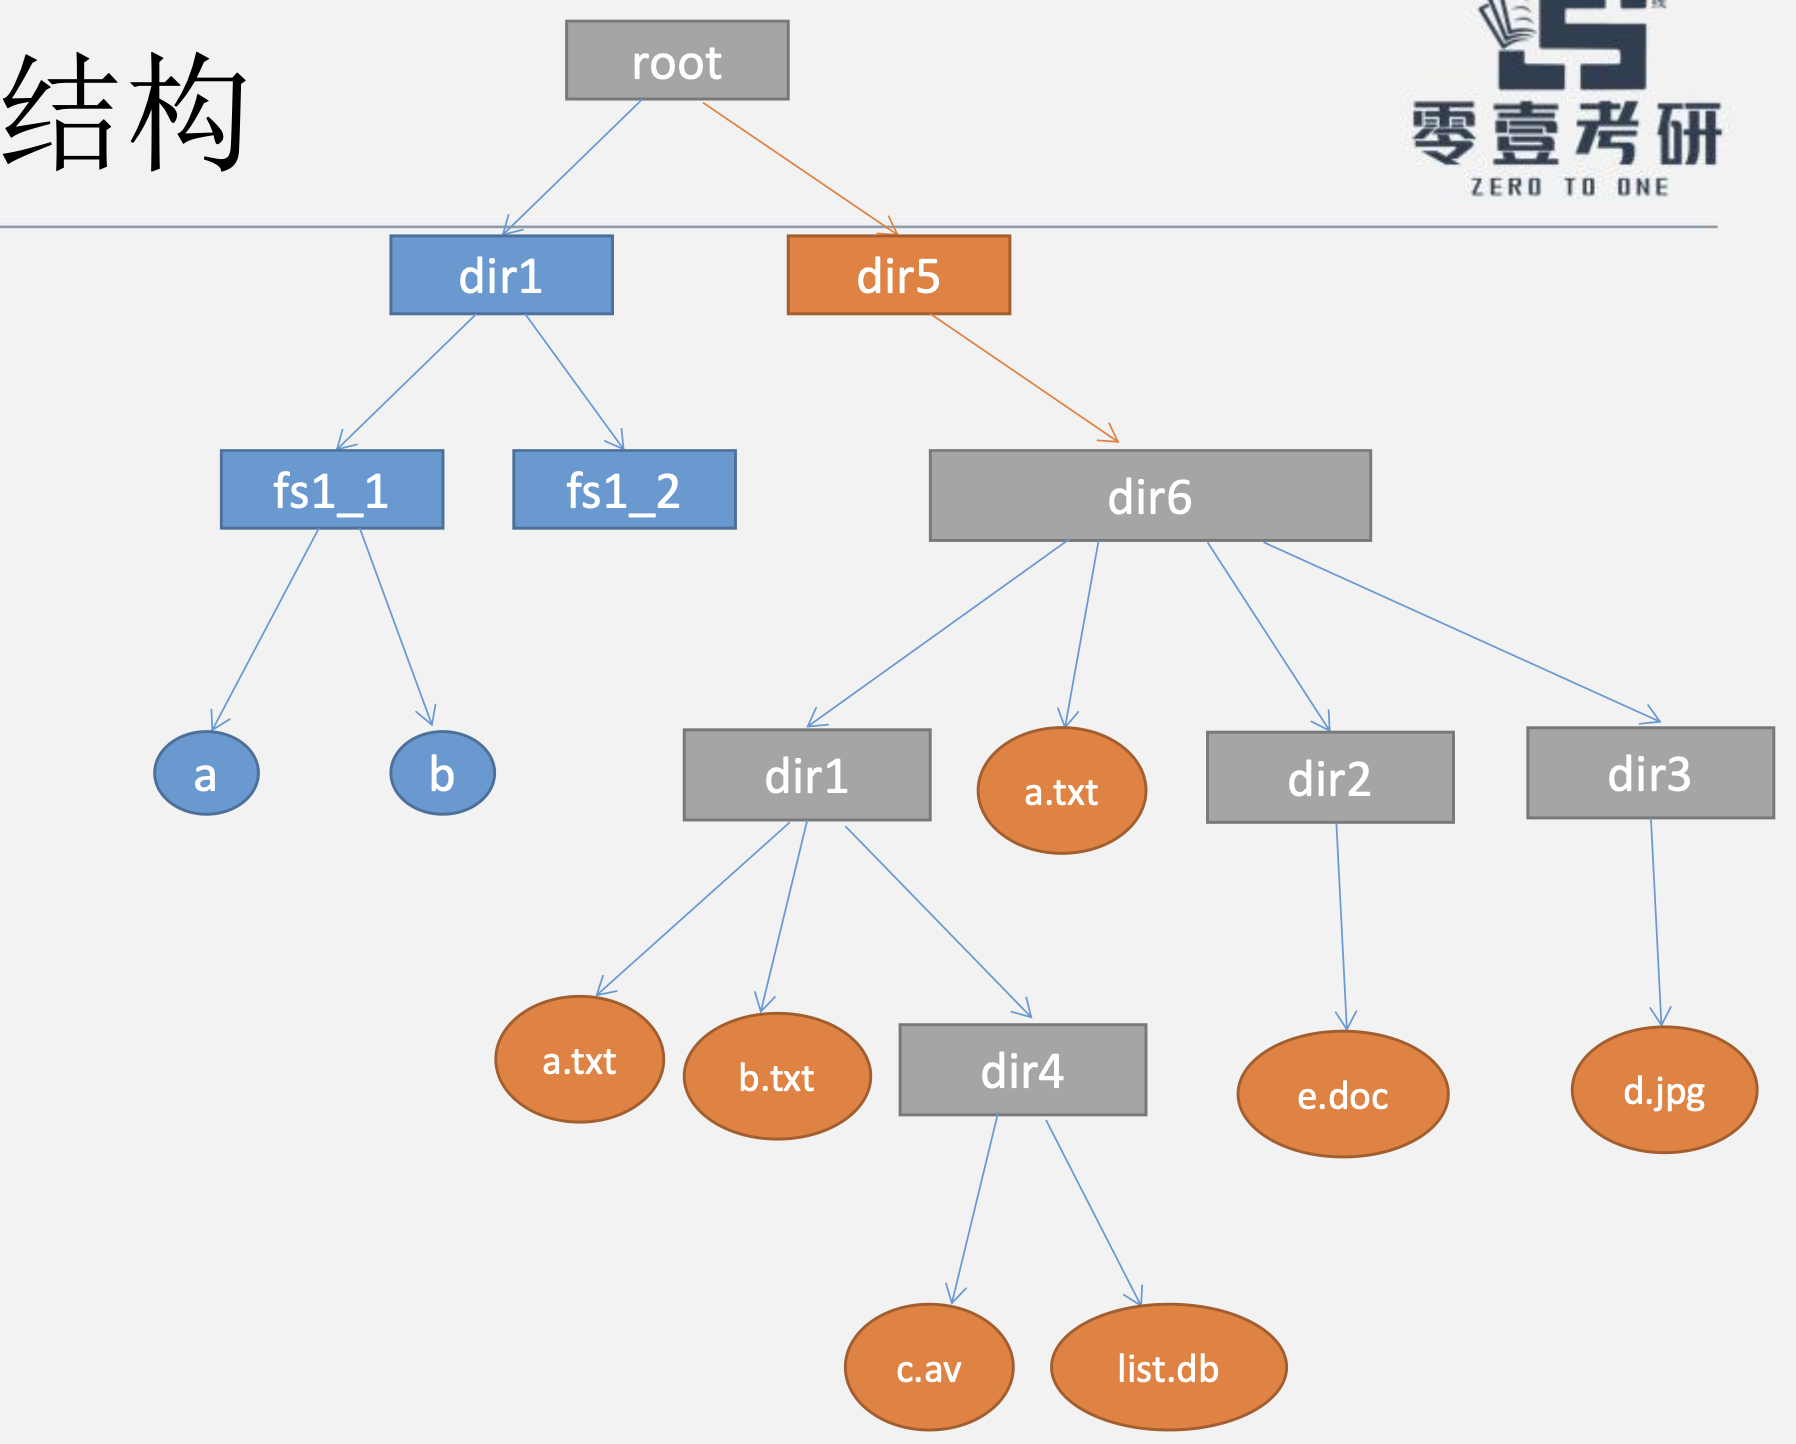 结构
root
零壹考研
ZERO TO ONE
dir1
dir5
fs1_1
fs1_2
dir6
a
b
dir1
a.txt
dir2
dir3
a.txt
b.txt
dir4
e.doc
d.jpg
c.av
list.db